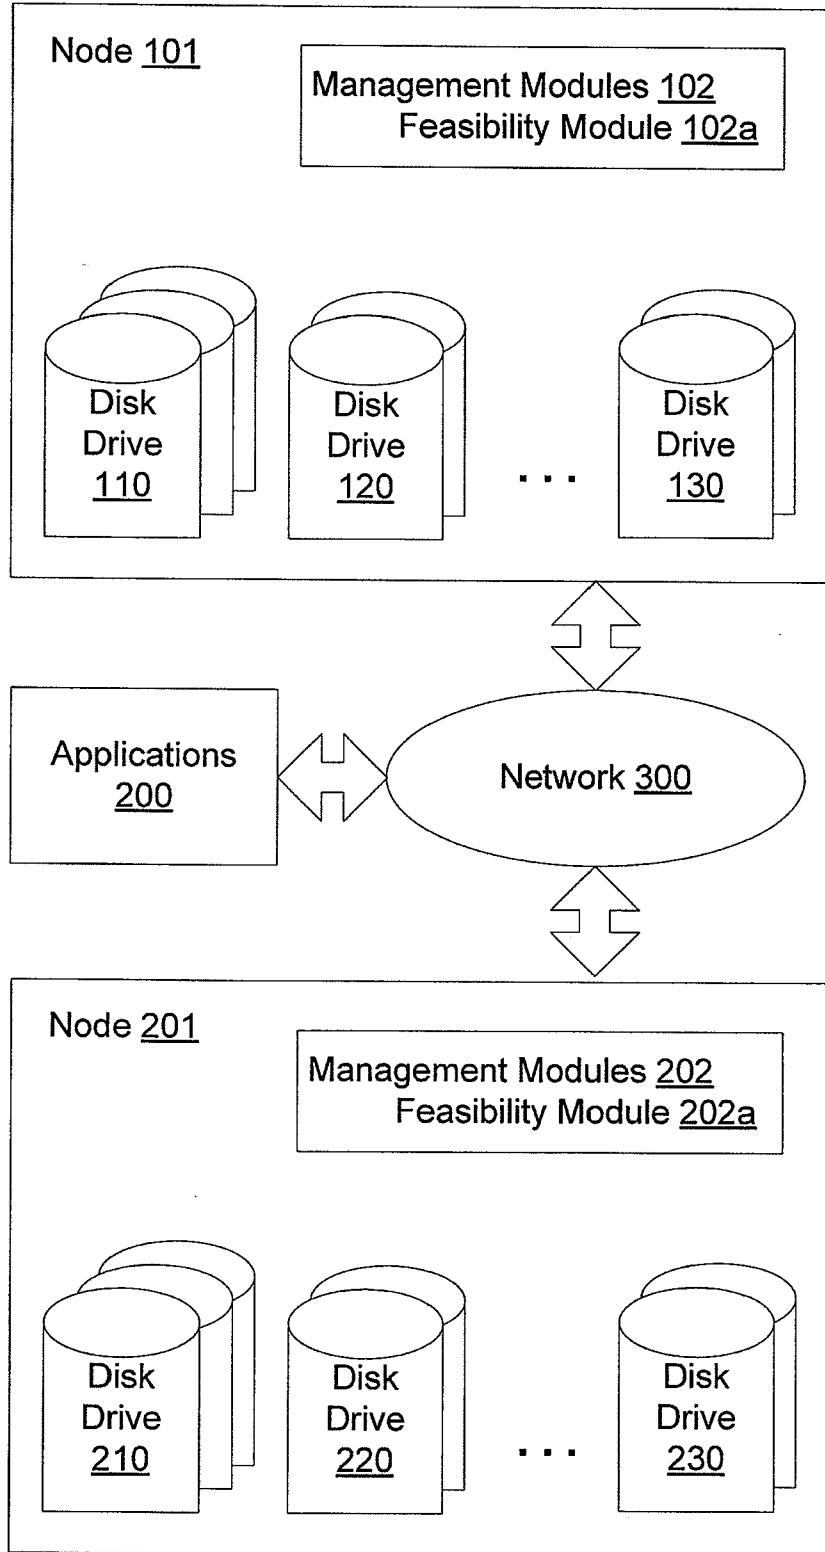 Node 101
Management Modules 102
Feasibility Module 102a
Disk
Drive
110
Disk
Drive
120
...
Disk
Drive
130
Applications
200
Network 300
Node 201
Management Modules 202
Feasibility Module 202a
Disk
Drive
210
Disk
Drive
220
...
Disk
Drive
230